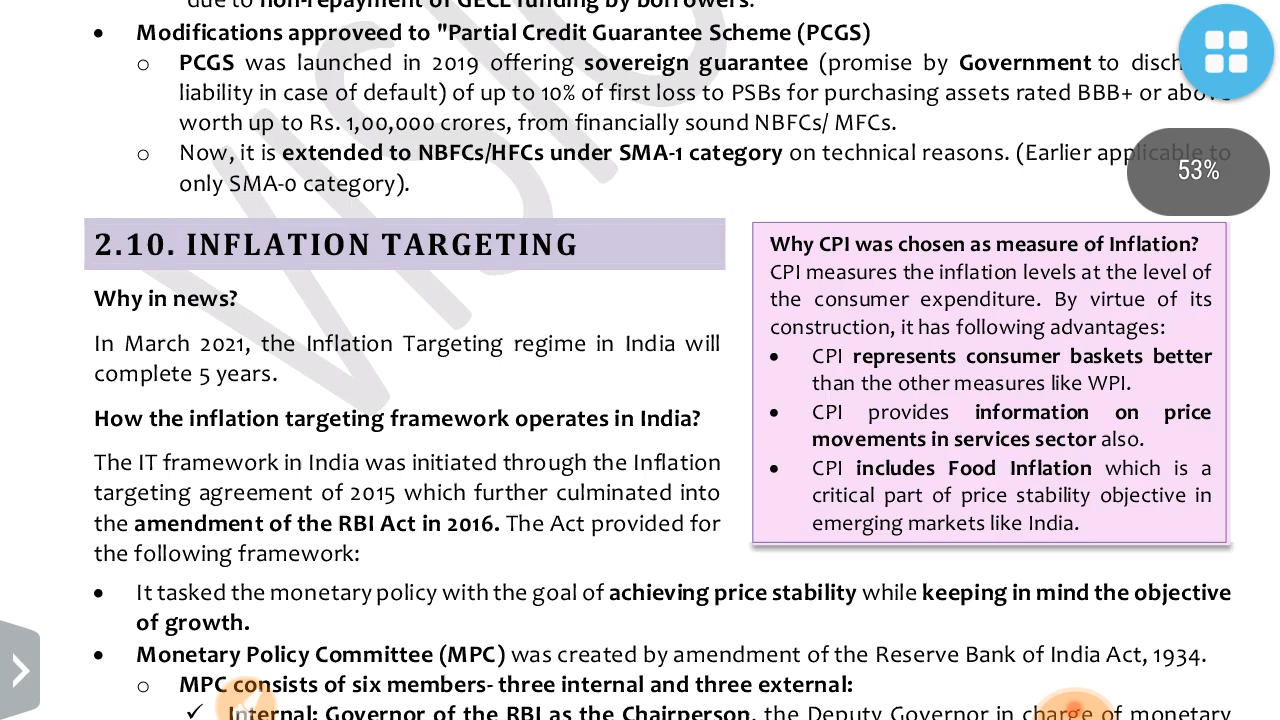 due to non-repayment of GECL funding by borrowers.
• Modifications approveed to "Partial Credit Guarantee Scheme (PCGS)
o PCGS was launched in 2019 offering sovereign guarantee (promise by Government to
liability in case of default) of up to 10% of first loss to PSBs for purchasing assets rated BBB+ or above
worth up to Rs. 1,00,000 crores, from financially sound NBFCs/ MFCs.
o Now, it is extended to NBFCs/HFCs under SMA-1 category on technical reasons. (Earlier applicable to
only SMA-0 category).
53%
2.10. INFLATION TARGETING
Why in news?
In March 2021, the Inflation Targeting regime in India will
complete 5 years.
How the inflation targeting framework operates in India?
The IT framework in India was initiated through the Inflation
targeting agreement of 2015 which further culminated into
the amendment of the RBI Act in 2016. The Act provided for
the following framework:
Why CPI was chosen as measure of Inflation?
CPI measures the inflation levels at the level of
the consumer expenditure. By virtue of its
construction, it has following advantages:
• CPI represents consumer baskets better
than the other measures like WPI.
• CPI provides information on price
movements in services sector also.
• CPI includes Food Inflation which is a
critical part of price stability objective in
emerging markets like India.
• It tasked the monetary policy with the goal of achieving price stability while keeping in mind the objective
of growth.
• Monetary Policy Committee (MPC) was created by amendment of the Reserve Bank of India Act, 1934.
o MPC consists of six members- three internal and three external:
✓ Internal: Governor of the RBI as the Chairperson, the Deputy Governor in charge of monetary